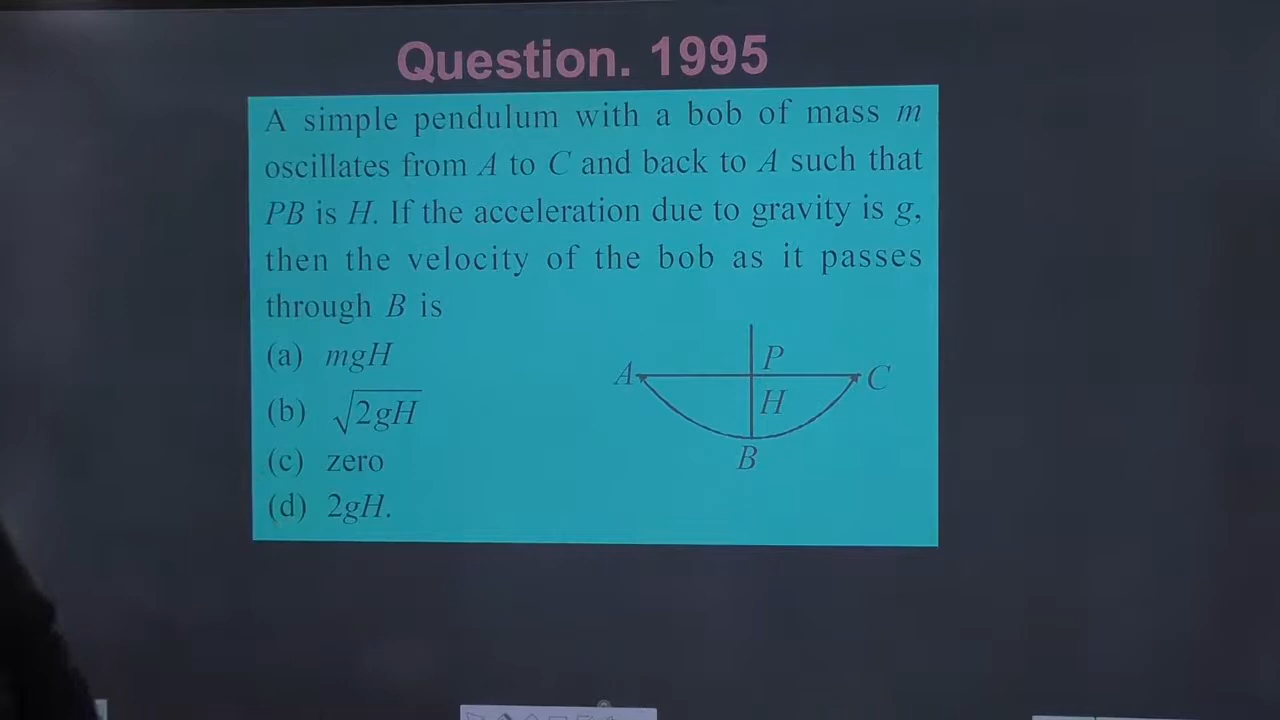 Question. 1995
A simple pendulum with a bob of mass m
oscillates from A to C and back to A such that
PB is H. If the acceleration due to gravity is g,
then the velocity of the bob as it passes
through B is
(a) mgH
(b) √2gH
(c) zero
(d) 2gH.
P
A
C
H
B